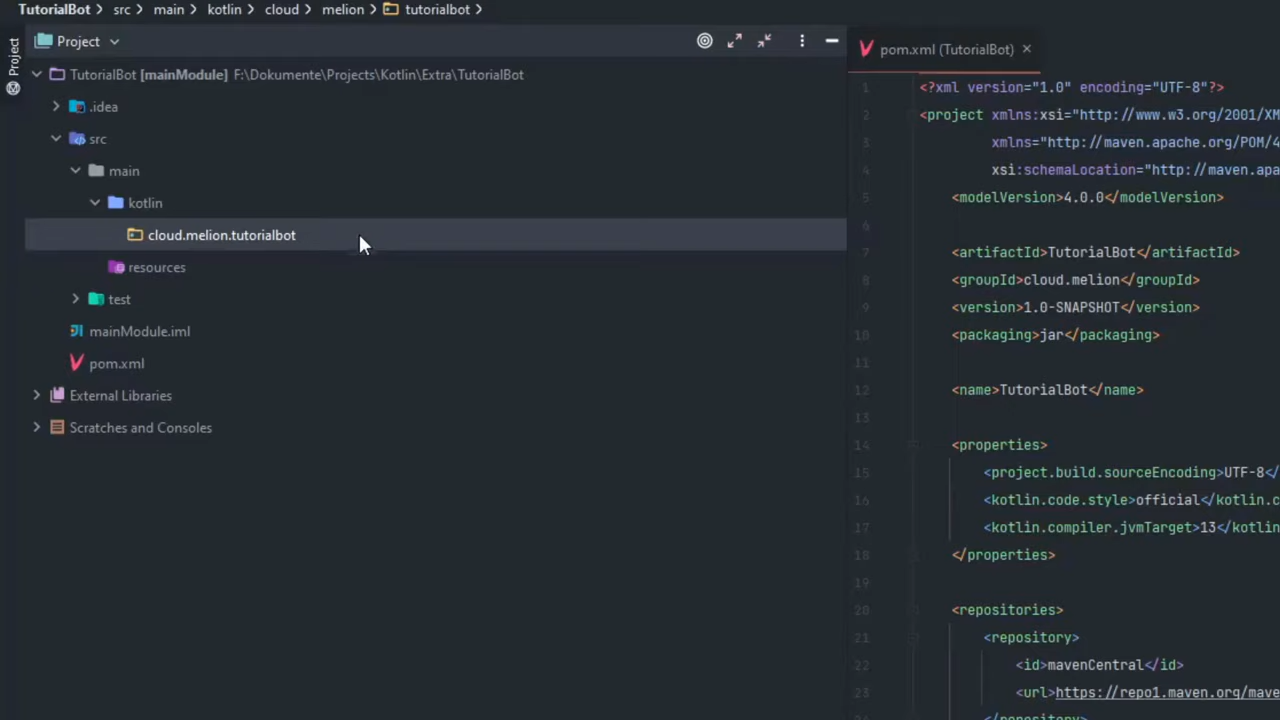 TutorialBot > src > main > kotlin > cloud > melion > tutorialbot >
Project
Project
TutorialBot [mainModule] F:\Dokumente\Projects\Kotlin\Extra\TutorialBot
.idea
src
main
kotlin
cloud.melion.tutorialbot
resources
test
mainModule.iml
pom.xml
External Libraries
Scratches and Consoles
pom.xml (TutorialBot) ×
1 <?xml version="1.0" encoding="UTF-8"?>
2 <project xmlns:xsi="http://www.w3.org/2001/XM
3 xmlns="http://maven.apache.org/POM/4
4 xsi:schemaLocation="http://maven.apa
5 <modelVersion>4.0.0</modelVersion>
6
7 <artifactId>TutorialBot</artifactId>
8 <groupId>cloud.melion</groupId>
9 <version>1.0-SNAPSHOT</version>
10 <packaging>jar</packaging>
11
12 <name>TutorialBot</name>
13
14 <properties>
15 <project.build.sourceEncoding>UTF-8</
16 <kotlin.code.style>official</kotlin.c
17 <kotlin.compiler.jvmTarget>13</kotlin
18 </properties>
19
20 <repositories>
21 <repository>
22 <id>mavenCentral</id>
23 <url>https://repo1.maven.org/mave
</repository>